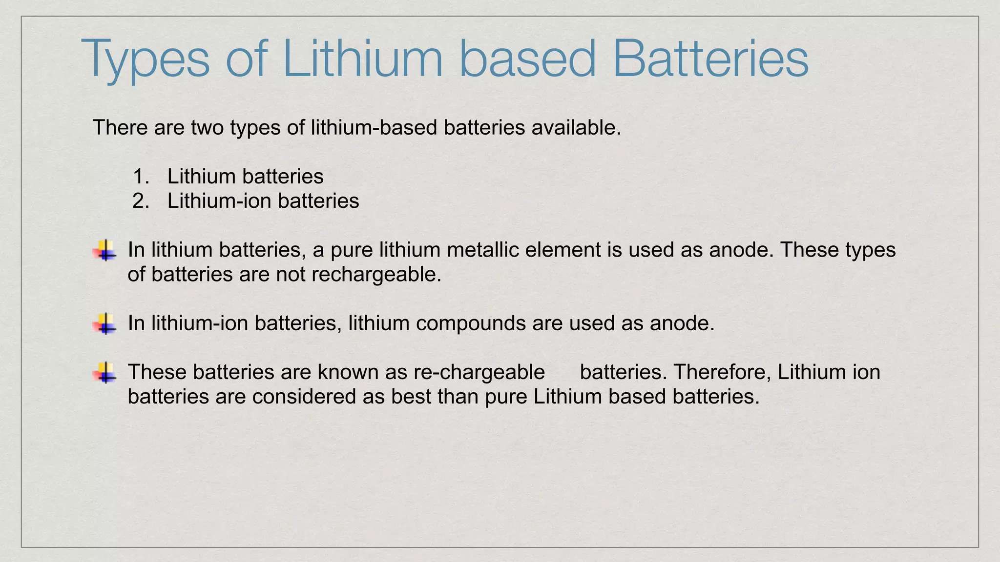 Types of Lithium based Batteries
There are two types of lithium-based batteries available.
1. Lithium batteries
2. Lithium-ion batteries
In lithium batteries, a pure lithium metallic element is used as anode. These types
of batteries are not rechargeable.
In lithium-ion batteries, lithium compounds are used as anode.
These batteries are known as re-chargeable batteries. Therefore, Lithium ion
batteries are considered as best than pure Lithium based batteries.